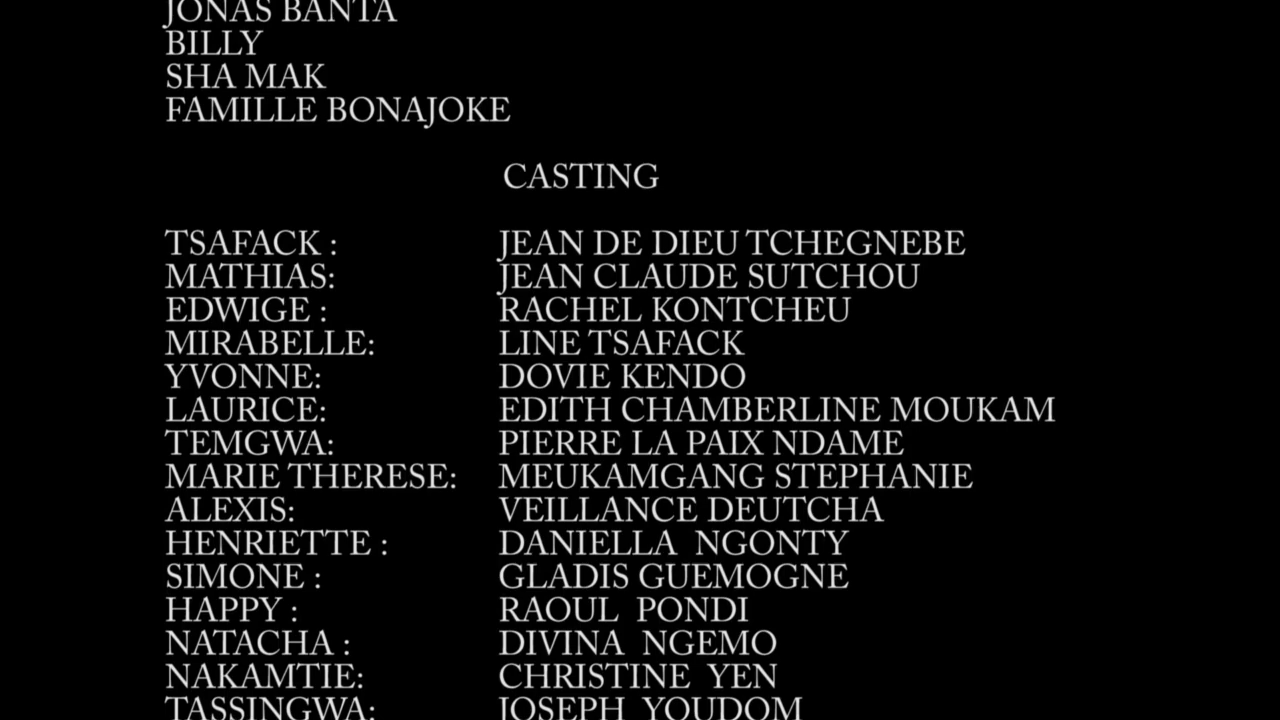 JONAS BANTA
BILLY
SHA MAK
FAMILLE BONAJOKE
CASTING
TSAFACK : JEAN DE DIEU TCHEGNEBE
MATHIAS: JEAN CLAUDE SUTCHOU
EDWIGE : RACHEL KONTCHEU
MIRABELLE: LINE TSAFACK
YVONNE: DOVIE KENDO
LAURICE: EDITH CHAMBERLINE MOUKAM
TEMGWA: PIERRE LA PAIX NDAME
MARIE THERESE: MEUKAMGANG STEPHANIE
ALEXIS: VEILLANCE DEUTCHA
HENRIETTE : DANIELLA NGONTY
SIMONE : GLADIS GUEMOGNE
HAPPY : RAOUL PONDI
NATACHA : DIVINA NGEMO
NAKAMTIE: CHRISTINE YEN
TASSINGWA: JOSEPH YOUDOM